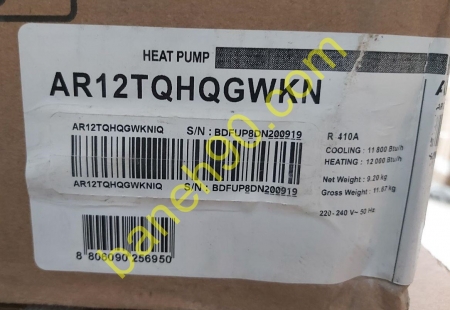 HEAT PUMP
AR12TQHQGWKN
AR12TQHQGWKNIQ S/N : BDFUP8DN200919
AR12TQHQGWKNIQ S/N : BDFUP8DN200919
R 410A
COOLING : 11 800 Btu/h
HEATING : 12 000 Btu/h
Net Weight : 9.20 kg
Gross Weight : 11.67 kg
220 - 240 V~ 50 Hz
8 806090 256950
baneh90.com